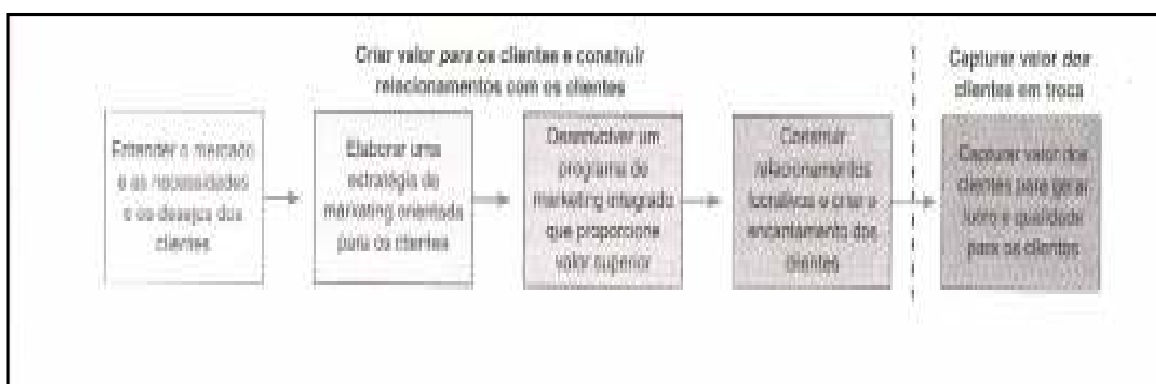 Criar valor para os clientes e construir
relacionamentos com os clientes
Capturar valor dos
clientes em troca
Entender o mercado
e as necessidades
e os desejos dos
clientes
Elaborar uma
estratégia de
marketing orientada
para os clientes
Desenvolver um
programa de
marketing integrado
que proporcione
valor superior
Construir
relacionamentos
lucrativos e criar o
encantamento dos
clientes
Capturar valor dos
clientes para gerar
lucro e qualidade
para os clientes